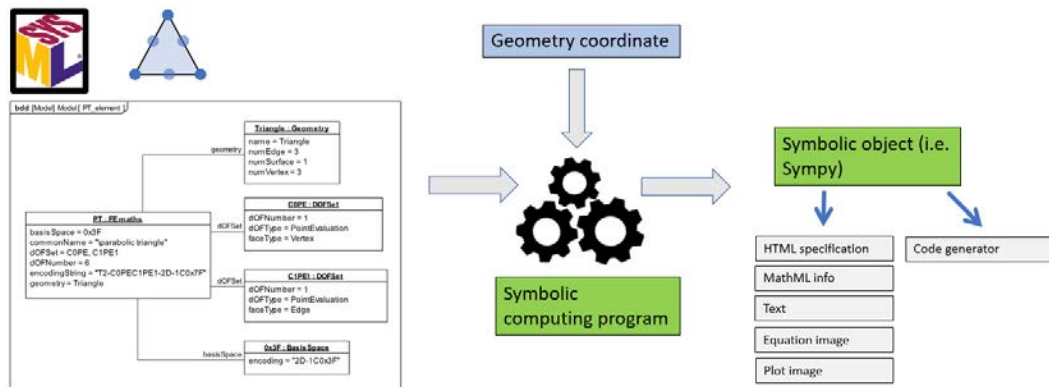 SYS
ML
bdd [Model] Model [ PT_element ]
Triangle : Geometry
name = Triangle
numEdge = 3
numSurface = 1
numVertex = 3
geometry
C0PE : DOFSet
dOFNumber = 1
dOFType = PointEvaluation
faceType = Vertex
dOFSet
PT : FEmaths
basisSpace = 0x3F
commonName = "parabolic triangle"
dOFSet = C0PE, C1PE1
dOFNumber = 6
encodingString = "T2-C0PEC1PE1-2D-1C0x7F"
geometry = Triangle
C1PE1 : DOFSet
dOFNumber = 1
dOFType = PointEvaluation
faceType = Edge
dOFSet
0x3F : BasisSpace
encoding = "2D-1C0x3F"
basisSpace
Geometry coordinate
Symbolic
computing program
Symbolic object (i.e.
Sympy)
HTML specification
MathML info
Text
Equation image
Plot image
Code generator